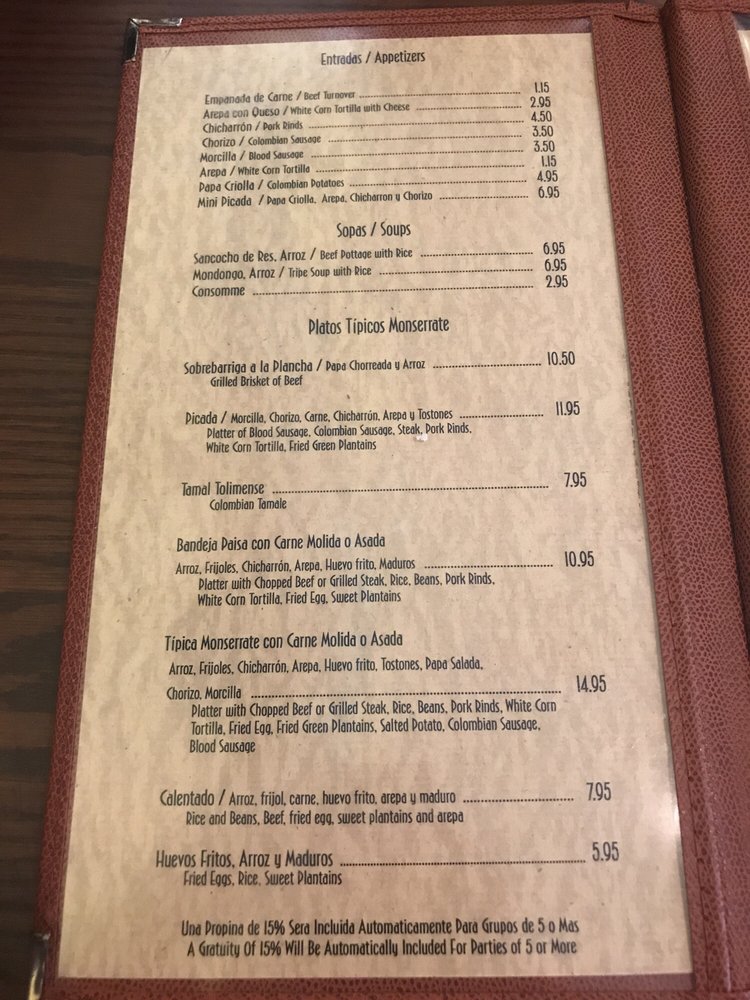 Entradas / Appetizers
Empanada de Carne / Beef Turnover 1.15
Arepa con Queso / White Corn Tortilla with Cheese 2.95
Chicharrón / Pork Rinds 4.50
Chorizo / Colombian Sausage 3.50
Morcilla / Blood Sausage 3.50
Arepa / White Corn Tortilla 1.15
Papa Criolla / Colombian Potatoes 4.95
Mini Picada / Papa Criolla, Arepa, Chicharron y Chorizo 6.95
Sopas / Soups
Sancocho de Res, Arroz / Beef Pottage with Rice 6.95
Mondongo, Arroz / Tripe Soup with Rice 6.95
Consomme 2.95
Platos Típicos Monserrate
Sobrebarriga a la Plancha / Papa Chorreada y Arroz 10.50
Grilled Brisket of Beef
Picada / Morcilla, Chorizo, Carne, Chicharrón, Arepa y Tostones 11.95
Platter of Blood Sausage, Colombian Sausage, Steak, Pork Rinds,
White Corn Tortilla, Fried Green Plantains
Tamal Tolimense 7.95
Colombian Tamale
Bandeja Paisa con Carne Molida o Asada
Arroz, Frijoles, Chicharrón, Arepa, Huevo frito, Maduros 10.95
Platter with Chopped Beef or Grilled Steak, Rice, Beans, Pork Rinds,
White Corn Tortilla, Fried Egg, Sweet Plantains
Típica Monserrate con Carne Molida o Asada
Arroz, Frijoles, Chicharrón, Arepa, Huevo frito, Tostones, Papa Salada,
Chorizo, Morcilla 14.95
Platter with Chopped Beef or Grilled Steak, Rice, Beans, Pork Rinds, White Corn
Tortilla, Fried Egg, Fried Green Plantains, Salted Potato, Colombian Sausage,
Blood Sausage
Calentado / Arroz, frijol, carne, huevo frito, arepa y maduro 7.95
Rice and Beans, Beef, fried egg, sweet plantains and arepa
Huevos Fritos, Arroz y Maduros 5.95
Fried Eggs, Rice, Sweet Plantains
Una Propina de 15% Sera Incluida Automaticamente Para Grupos de 5 o Mas
A Gratuity Of 15% Will Be Automatically Included For Parties of 5 or More